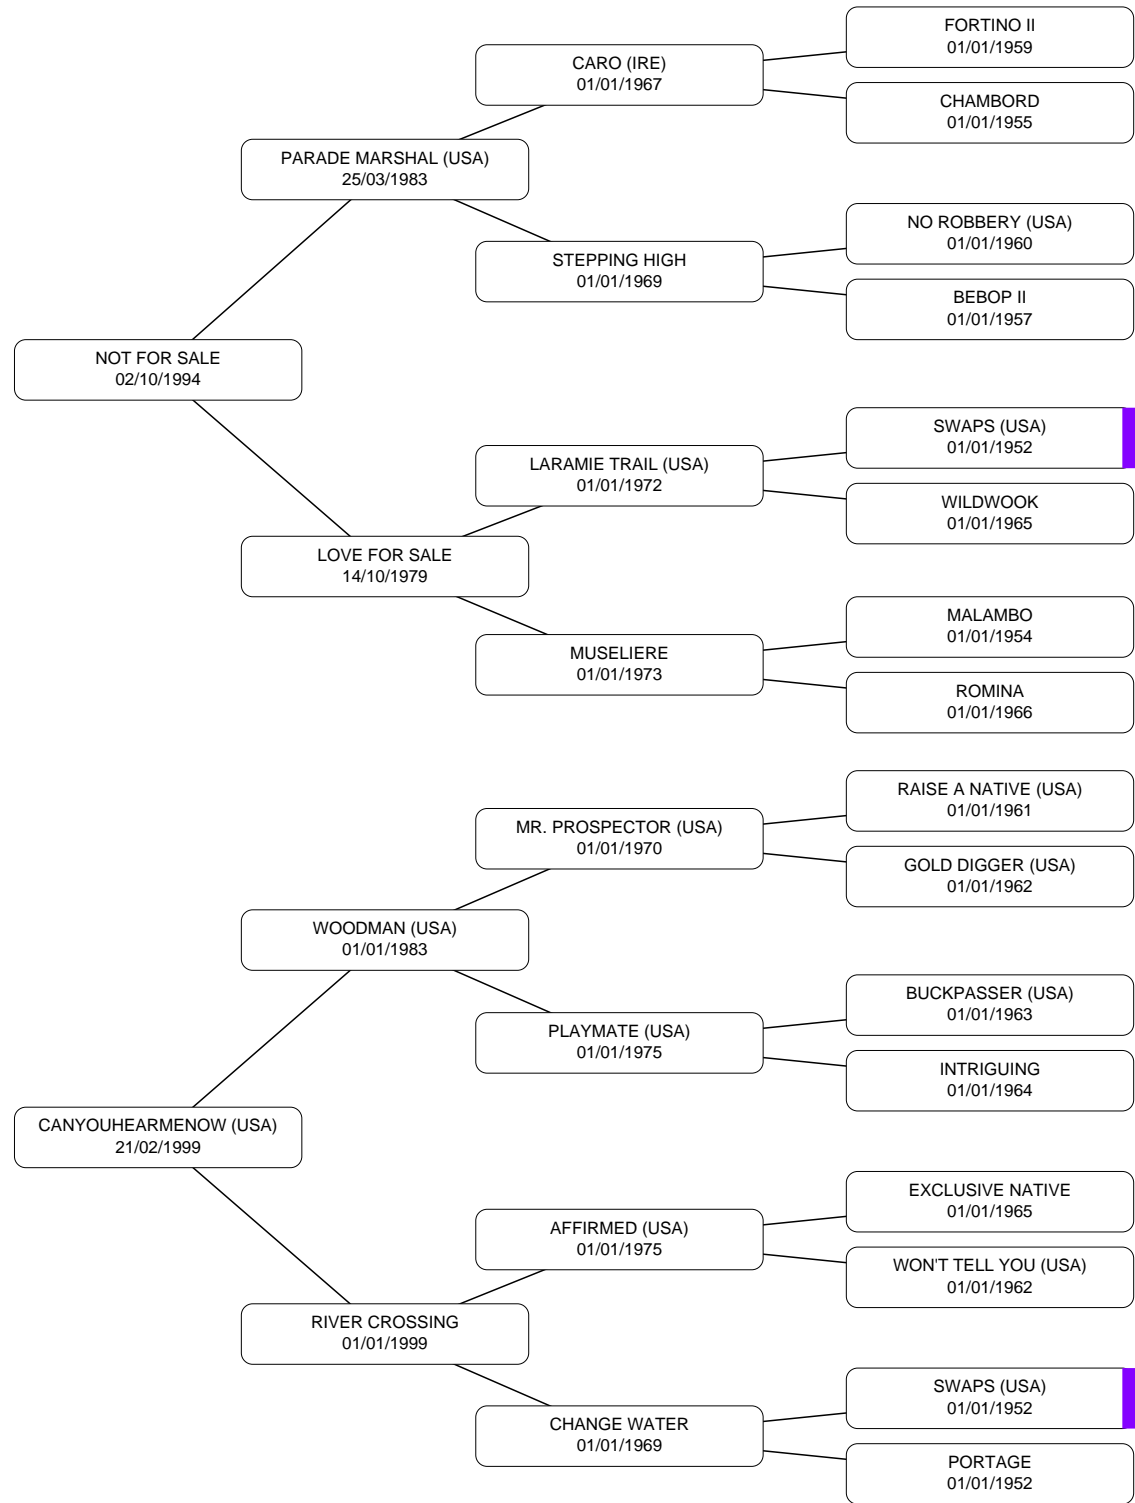 FORTINO II
01/01/1959
CARO (IRE)
01/01/1967
CHAMBORD
01/01/1955
PARADE MARSHAL (USA)
25/03/1983
NO ROBBERY (USA)
01/01/1960
STEPPING HIGH
01/01/1969
BEBOP II
01/01/1957
NOT FOR SALE
02/10/1994
SWAPS (USA)
01/01/1952
LARAMIE TRAIL (USA)
01/01/1972
WILDWOOK
01/01/1965
LOVE FOR SALE
14/10/1979
MALAMBO
01/01/1954
MUSELIERE
01/01/1973
ROMINA
01/01/1966
RAISE A NATIVE (USA)
01/01/1961
MR. PROSPECTOR (USA)
01/01/1970
GOLD DIGGER (USA)
01/01/1962
WOODMAN (USA)
01/01/1983
BUCKPASSER (USA)
01/01/1963
PLAYMATE (USA)
01/01/1975
INTRIGUING
01/01/1964
CANYOUHEARMENOW (USA)
21/02/1999
EXCLUSIVE NATIVE
01/01/1965
AFFIRMED (USA)
01/01/1975
WON'T TELL YOU (USA)
01/01/1962
RIVER CROSSING
01/01/1999
SWAPS (USA)
01/01/1952
CHANGE WATER
01/01/1969
PORTAGE
01/01/1952